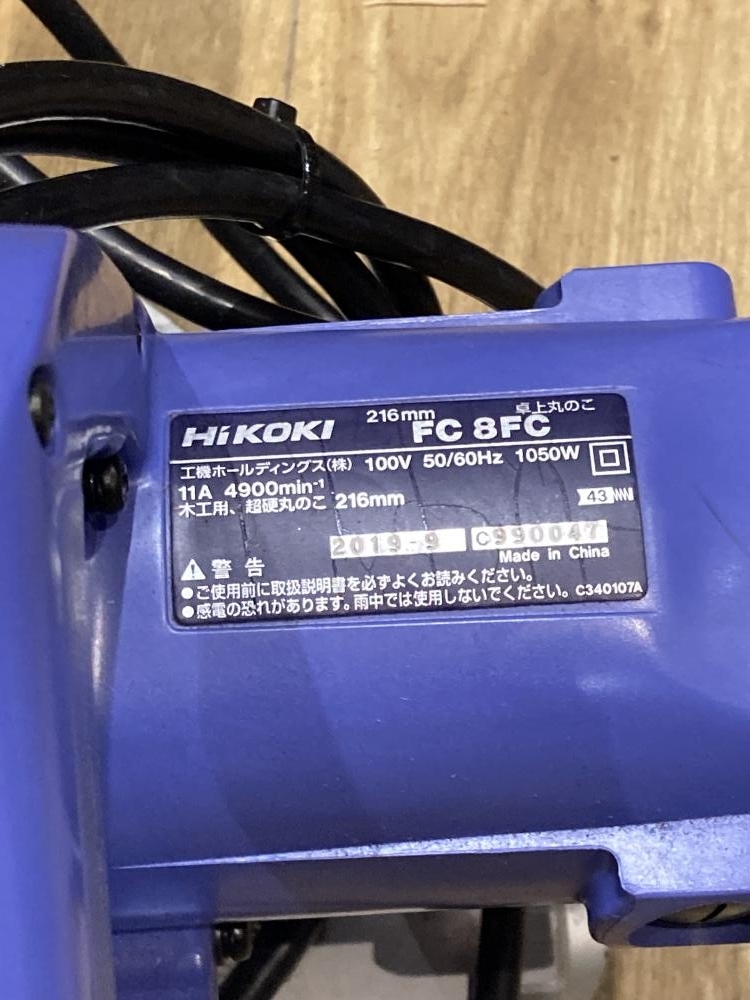 216mm 卓上丸のこ
HiKOKI FC 8FC
工機ホールディングス(株) 100V 50/60Hz 1050W
11A 4900min⁻¹
木工用、超硬丸のこ 216mm 43
2019-9 C990047
Made in China
警告
●ご使用前に取扱説明書を必ずよくお読みください。
●感電の恐れがあります。雨中では使用しないでください。 C340107A